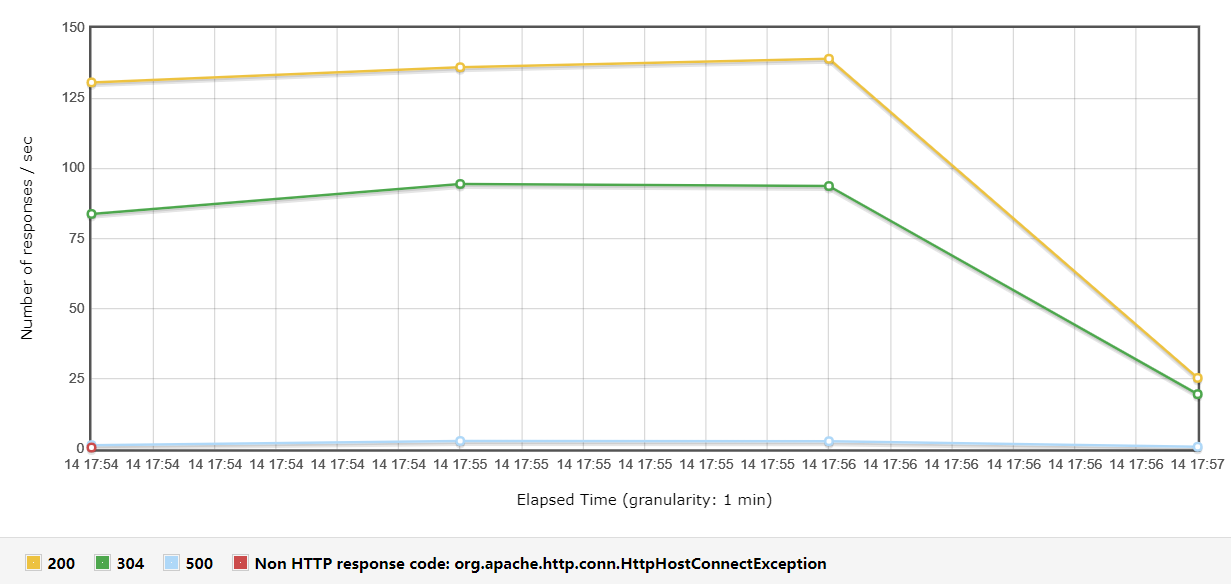 150
125
100
75
50
25
0
Number of responses / sec
14 17:54 14 17:54 14 17:54 14 17:54 14 17:54 14 17:54 14 17:55 14 17:55 14 17:55 14 17:55 14 17:55 14 17:55 14 17:56 14 17:56 14 17:56 14 17:56 14 17:56 14 17:56 14 17:57
Elapsed Time (granularity: 1 min)
200 304 500 Non HTTP response code: org.apache.http.conn.HttpHostConnectException